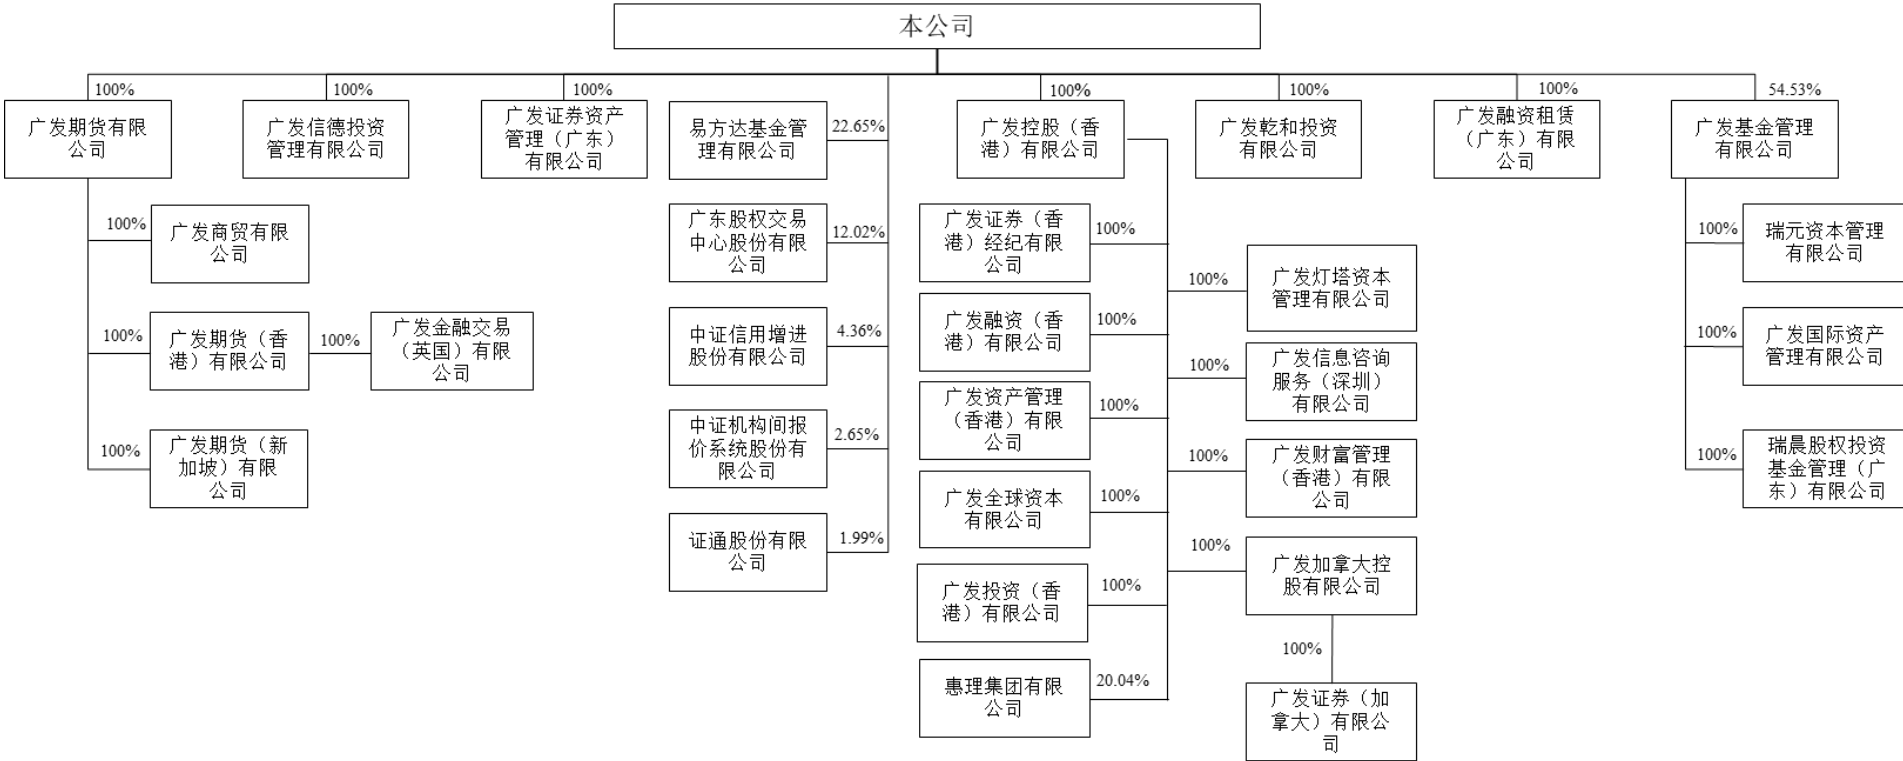 本公司
100%
100%
100%
100%
100%
100%
54.53%
广发期货有限
公司
广发信德投资
管理有限公司
广发证券资产
管理（广东）
有限公司
易方达基金管
理有限公司
22.65%
广发控股（香
港）有限公司
广发乾和投资
有限公司
广发融资租赁
（广东）有限
公司
广发基金管理
有限公司
100%
广发商贸有限
公司
100%
广发期货（香
港）有限公司
100%
广发金融交易
（英国）有限
公司
100%
广发期货（新
加坡）有限
公司
广东股权交易
中心股份有限
公司
12.02%
中证信用增进
股份有限公司
4.36%
中证机构间报
价系统股份有
限公司
2.65%
证通股份有限
公司
1.99%
广发证券（香
港）经纪有限
公司
100%
广发融资（香
港）有限公司
100%
广发资产管理
（香港）有限
公司
100%
广发全球资本
有限公司
100%
广发投资（香
港）有限公司
100%
惠理集团有限
公司
20.04%
100%
广发灯塔资本
管理有限公司
100%
广发信息咨询
服务（深圳）
有限公司
100%
广发财富管理
（香港）有限
公司
100%
广发加拿大控
股有限公司
100%
广发证券（加
拿大）有限公
司
100%
瑞元资本管理
有限公司
100%
广发国际资产
管理有限公司
100%
瑞晨股权投资
基金管理（广
东）有限公司